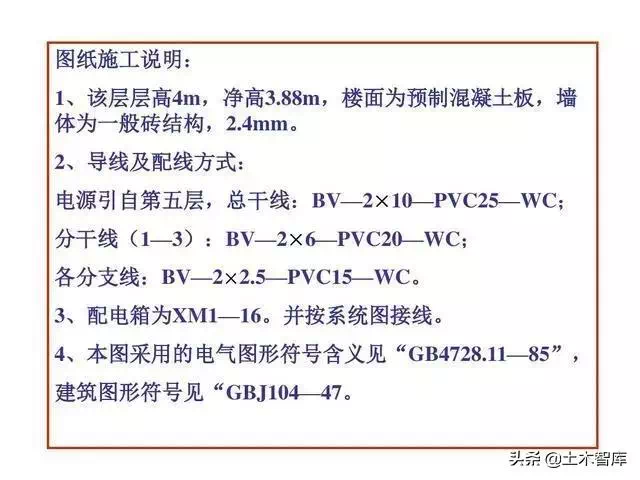 图纸施工说明：
1、该层层高4m，净高3.88m，楼面为预制混凝土板，墙
体为一般砖结构，2.4mm。
2、导线及配线方式：
电源引自第五层，总干线：BV—2×10—PVC25—WC；
分干线（1—3）：BV—2×6—PVC20—WC；
各分支线：BV—2×2.5—PVC15—WC。
3、配电箱为XM1—16。并按系统图接线。
4、本图采用的电气图形符号含义见“GB4728.11—85”，
建筑图形符号见“GBJ104—47。
头条 @土木智库